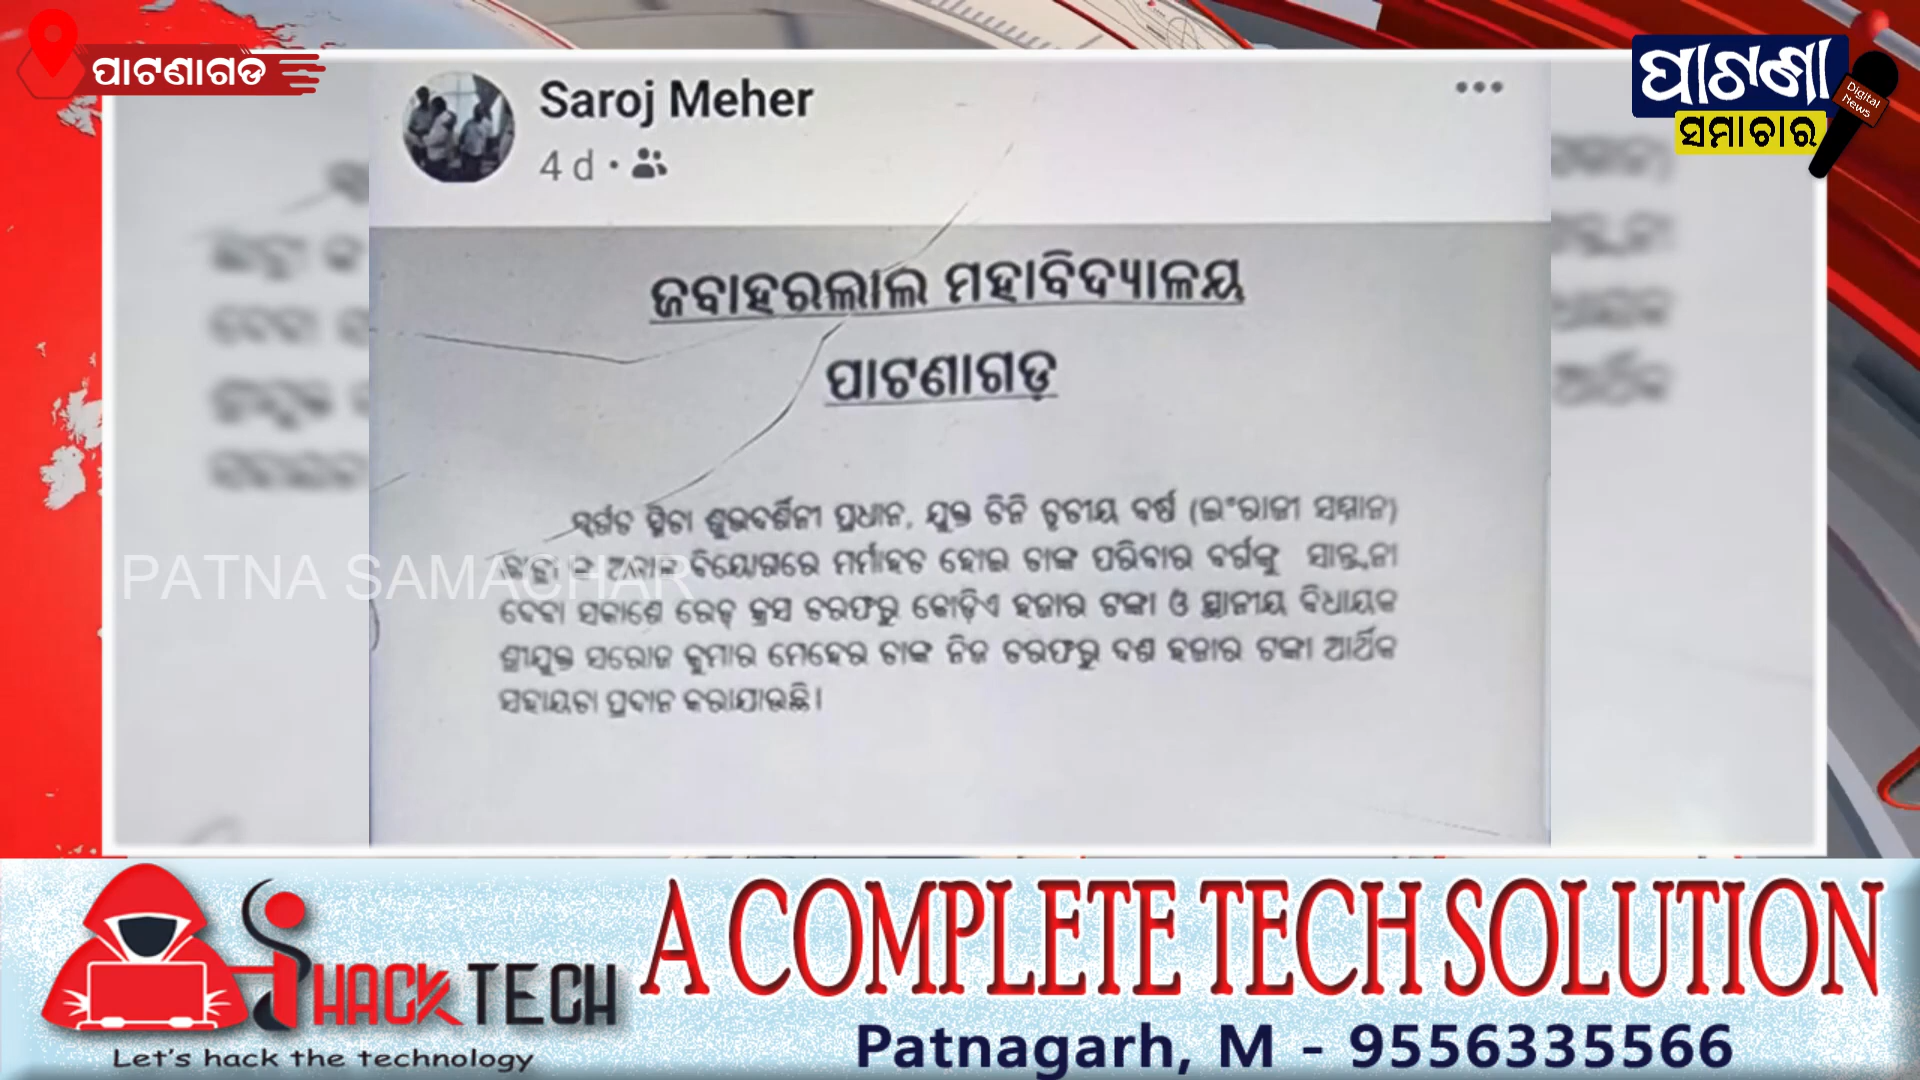 ପାଟଣାଗଡ
ପାଟଣା
ସମାଚାର
Digital
News
Saroj Meher
4 d
ଜବାହରଲାଲ ମହାବିଦ୍ୟାଳୟ
ପାଟଣାଗଡ଼
ସ୍ୱର୍ଗତ ସ୍ମିତା ଶୁଭଦର୍ଶିନୀ ପ୍ରଧାନ, ଯୁକ୍ତ ତିନି ତୃତୀୟ ବର୍ଷ (ଇଂରାଜୀ ସମ୍ମାନ)
ବିୟୋଗରେ ମର୍ମାହତ ହୋଇ ତାଙ୍କ ପରିବାର ବର୍ଗଙ୍କୁ ସାନ୍ତ୍ୱନା
ଦେବା ସକାଶେ ରେଡ୍ କ୍ରସ ତରଫରୁ କୋଡ଼ିଏ ହଜାର ଟଙ୍କା ଓ ସ୍ଥାନୀୟ ବିଧାୟକ
ଶ୍ରୀଯୁକ୍ତ ସରୋଜ କୁମାର ମେହେର ତାଙ୍କ ନିଜ ତରଫରୁ ଦଶ ହଜାର ଟଙ୍କା ଆର୍ଥିକ
ସହାୟତା ପ୍ରଦାନ କରାଯାଉଛି।
PATNA SAMACHAR
HACK TECH
Let's hack the technology
A COMPLETE TECH SOLUTION
Patnagarh, M - 9556335566